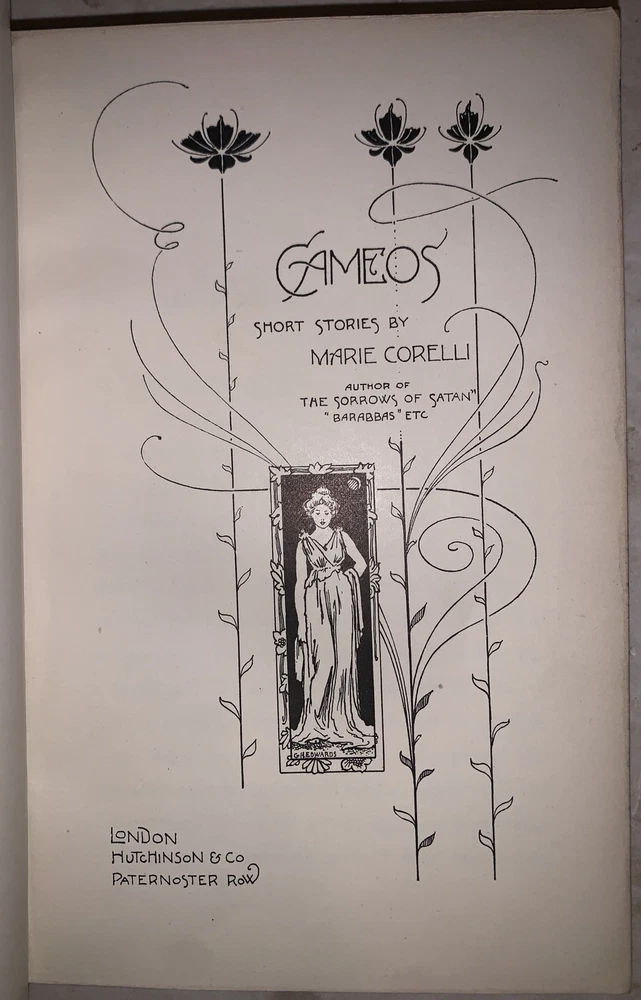 CAMEOS
SHORT STORIES BY
MARIE CORELLI
AUTHOR OF
THE SORROWS OF SATAN"
"BARABBAS" ETC
G.H.EDWARDS
LONDON
HUTCHINSON & CO
PATERNOSTER ROW